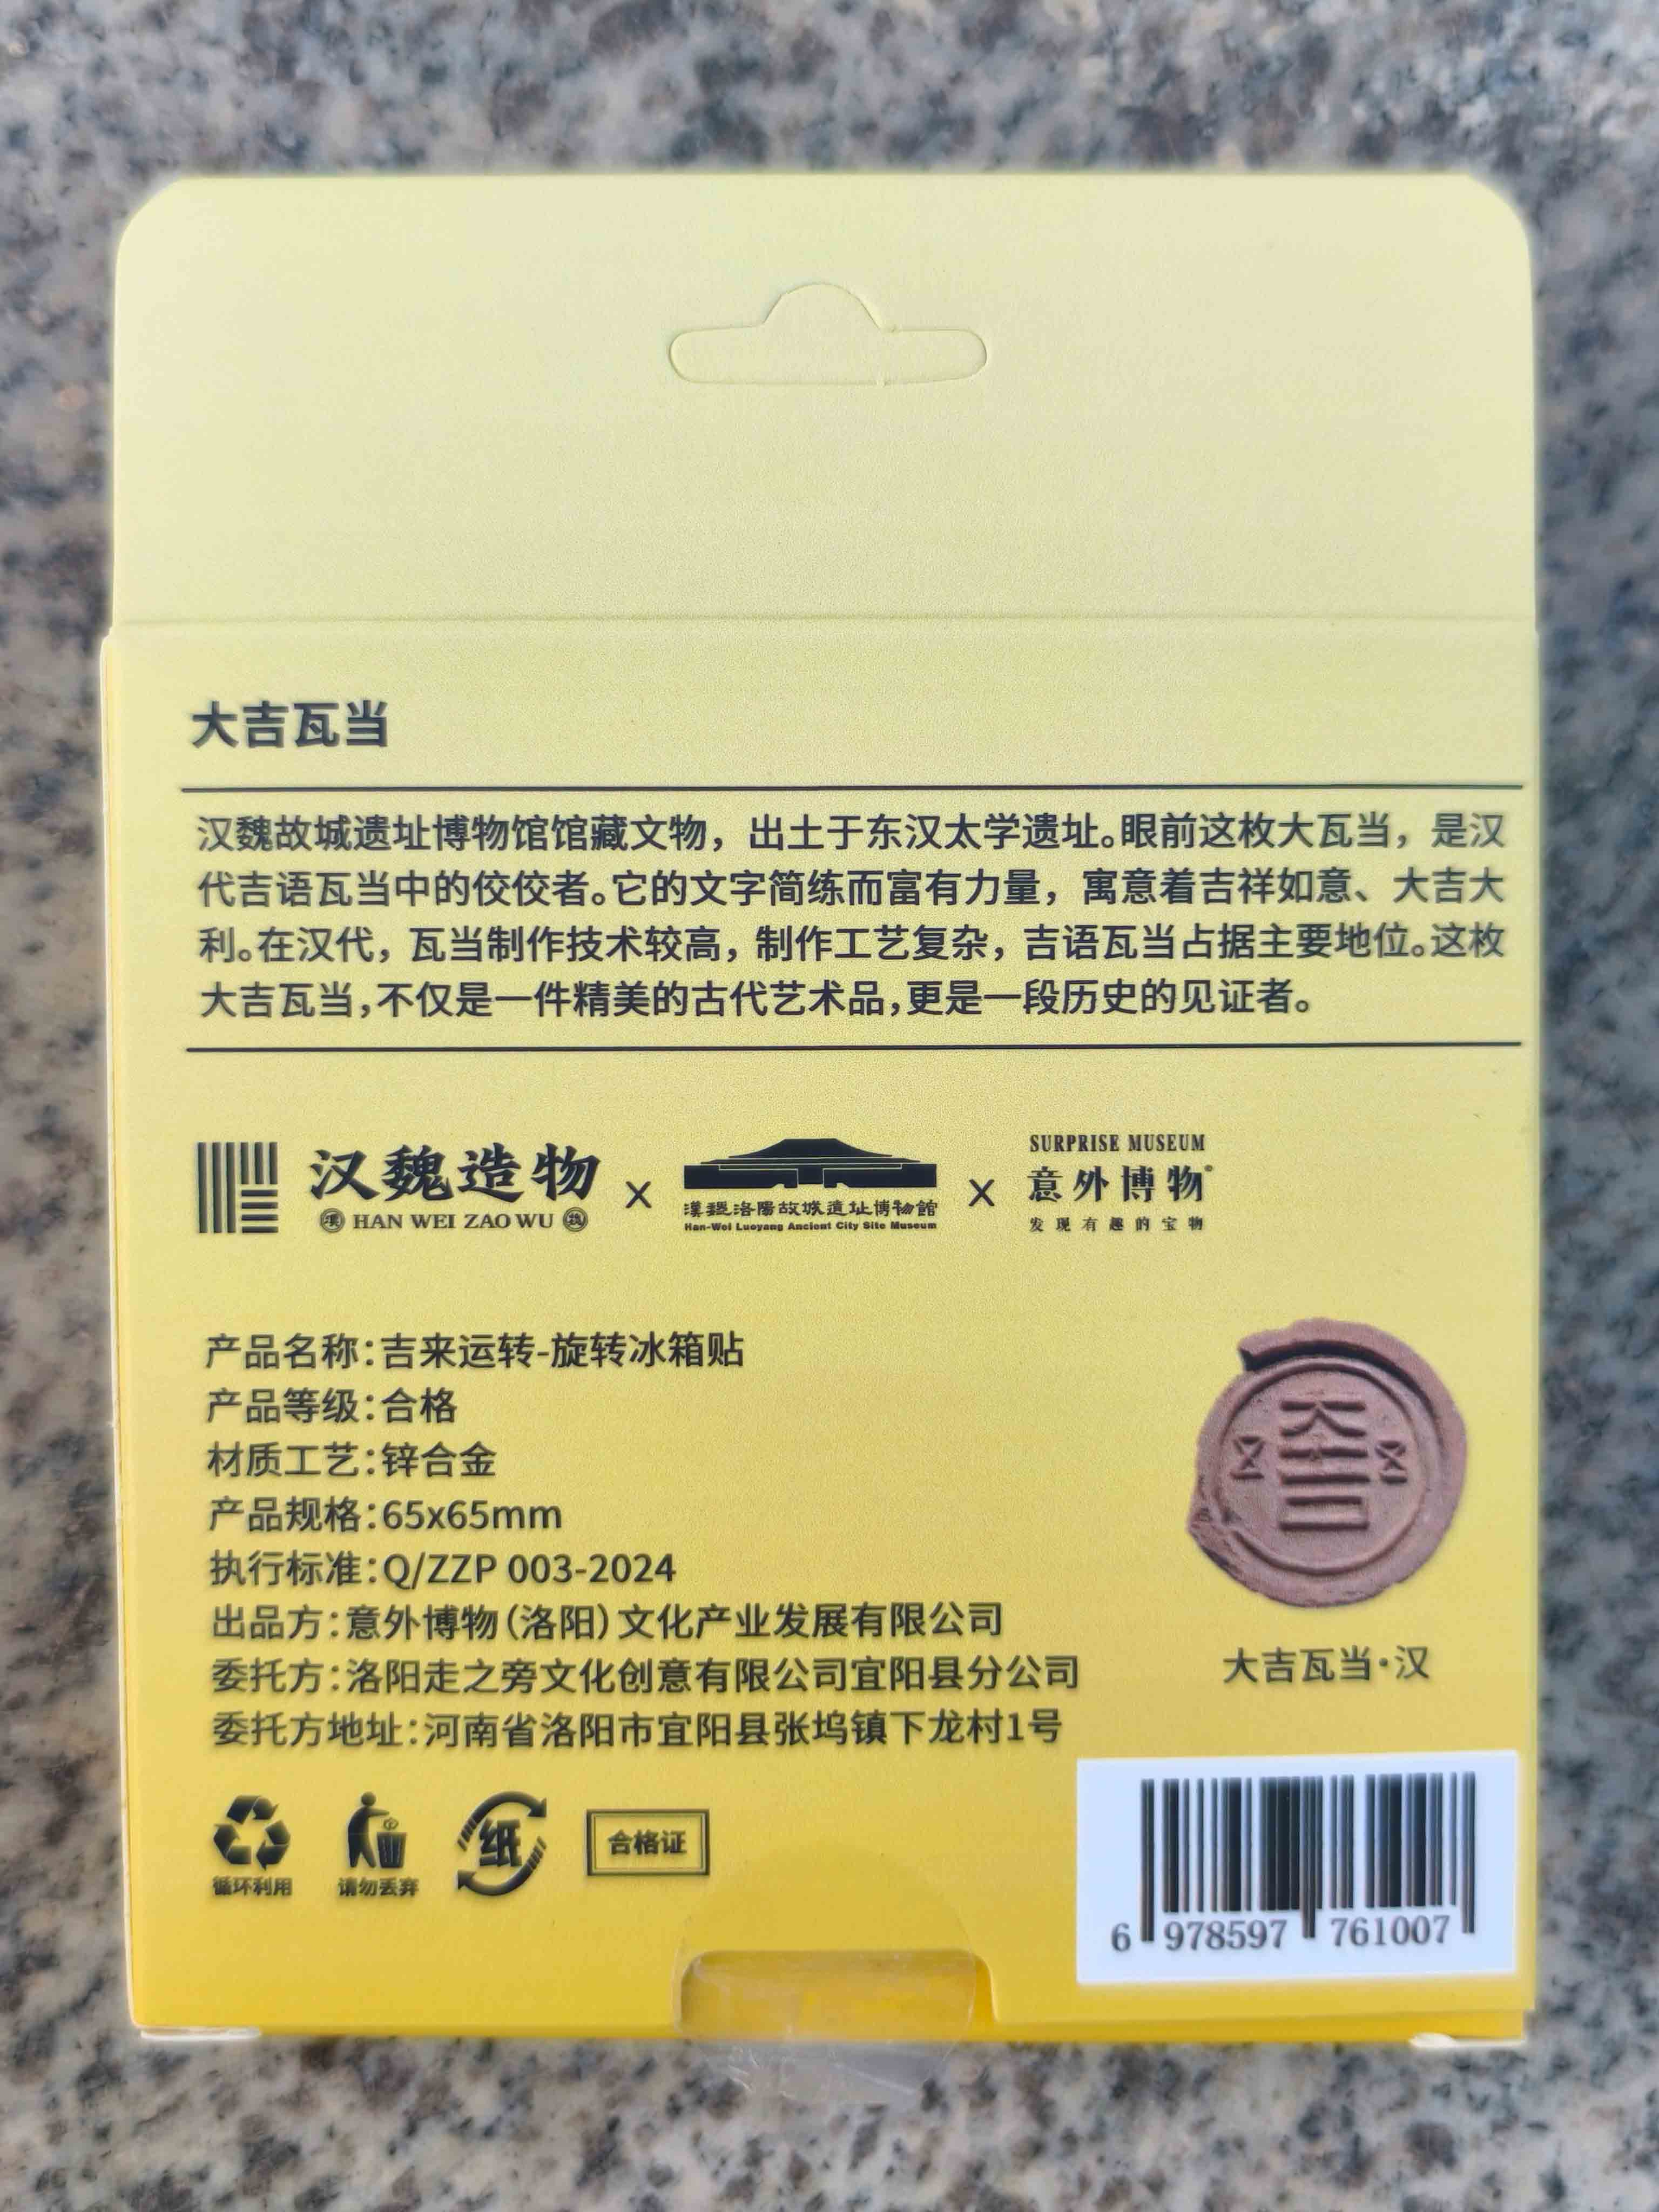 大吉瓦当
汉魏故城遗址博物馆馆藏文物，出土于东汉太学遗址。眼前这枚大瓦当，是汉
代吉语瓦当中的佼佼者。它的文字简练而富有力量，寓意着吉祥如意、大吉大
利。在汉代，瓦当制作技术较高，制作工艺复杂，吉语瓦当占据主要地位。这枚
大吉瓦当，不仅是一件精美的古代艺术品，更是一段历史的见证者。
汉魏造物
HAN WEI ZAO WU
X
漢魏洛陽故城遺址博物館
Han-Wei Luoyang Ancient City Site Museum
X
SURPRISE MUSEUM
意外博物
发现有趣的宝物
产品名称：吉来运转-旋转冰箱贴
产品等级：合格
材质工艺：锌合金
产品规格：65x65mm
执行标准：Q/ZZP 003-2024
出品方：意外博物（洛阳）文化产业发展有限公司
委托方：洛阳走之旁文化创意有限公司宜阳县分公司
委托方地址：河南省洛阳市宜阳县张坞镇下龙村1号
大吉
大吉瓦当·汉
循环利用
请勿丢弃
纸
合格证
6 978597 761007